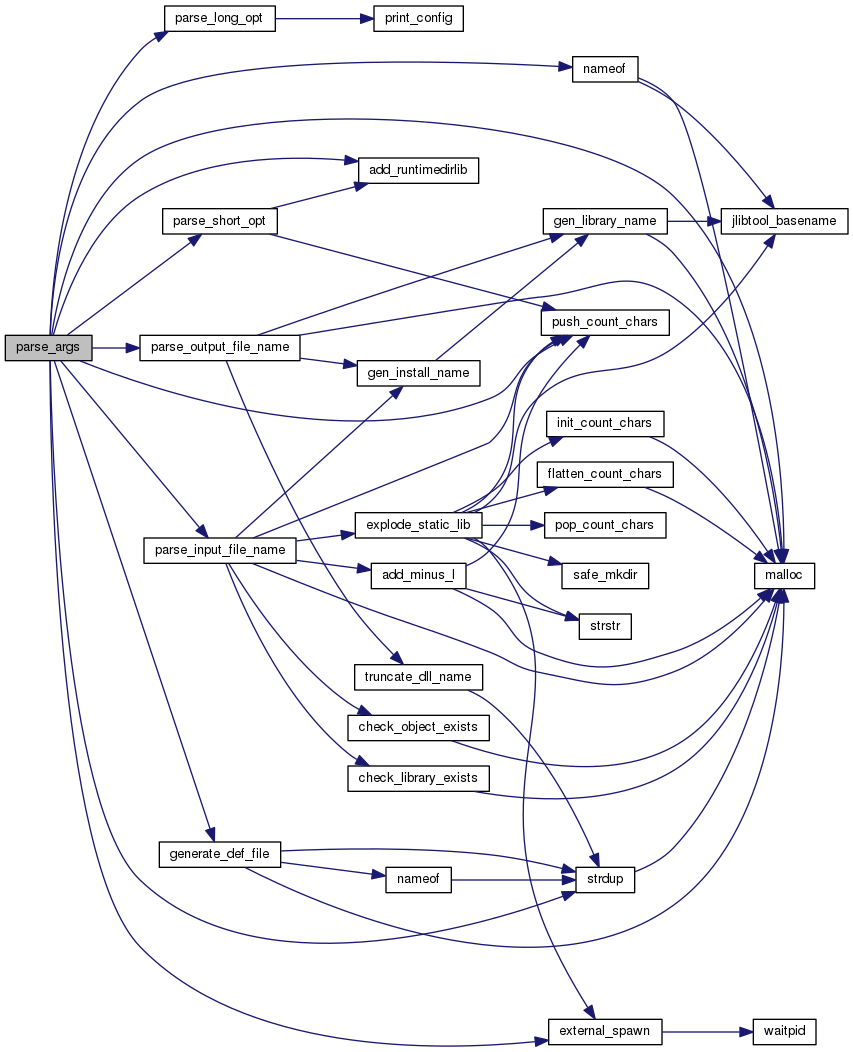 parse_long_opt
print_config
nameof
add_runtimedirlib
parse_short_opt
gen_library_name
jlibtool_basename
push_count_chars
parse_args
parse_output_file_name
gen_install_name
init_count_chars
flatten_count_chars
explode_static_lib
pop_count_chars
parse_input_file_name
add_minus_l
safe_mkdir
malloc
strstr
truncate_dll_name
check_object_exists
check_library_exists
generate_def_file
nameof
strdup
external_spawn
waitpid